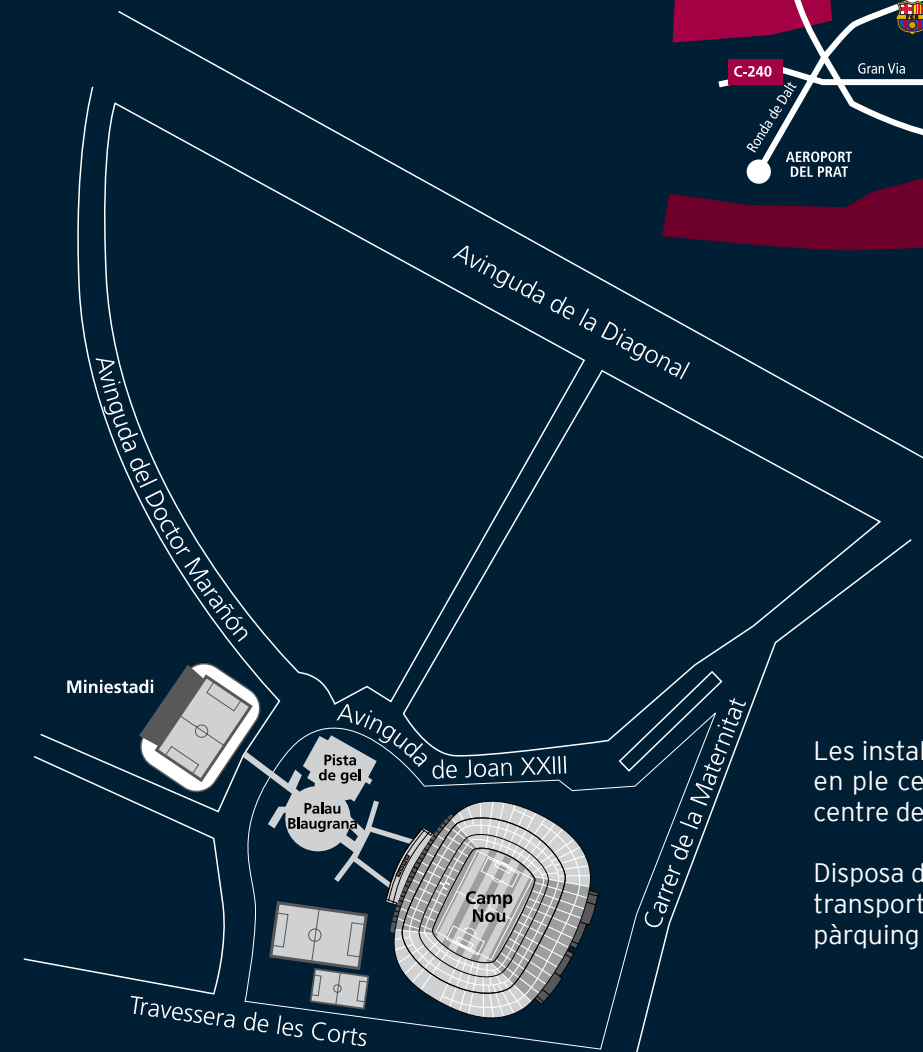 C-240
Gran Via
Ronda de Dalt
AEROPORT
DEL PRAT
Avinguda de la Diagonal
Avinguda del Doctor Marañón
Miniestadi
Avinguda de Joan XXIII
Pista
de gel
Palau
Blaugrana
Camp
Nou
Carrer de la Maternitat
Travessera de les Corts
Les instal
en ple ce
centre de
Disposa d
transport
pàrquing